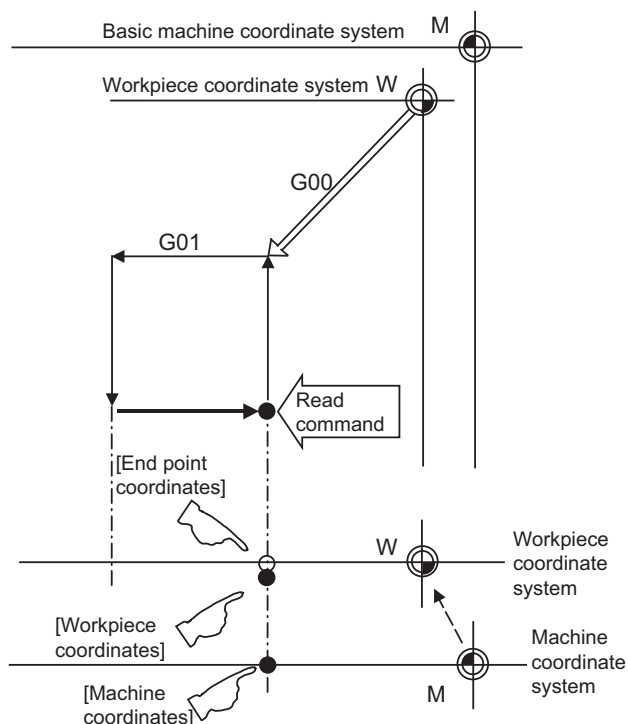 Basic machine coordinate system
M
Workpiece coordinate system
W
G00
G01
Read
command
[End point
coordinates]
W
Workpiece
coordinate
system
[Workpiece
coordinates]
Machine
coordinate
system
[Machine
coordinates]
M